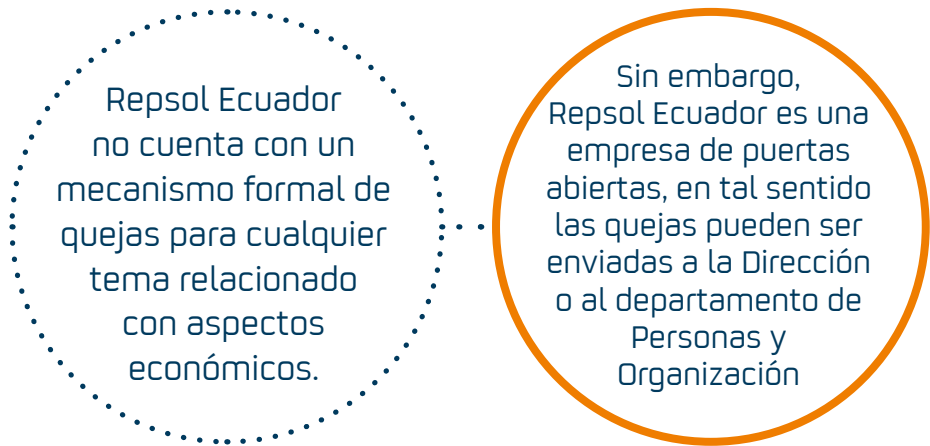 Repsol Ecuador
no cuenta con un
mecanismo formal de
quejas para cualquier
tema relacionado
con aspectos
económicos.
Sin embargo,
Repsol Ecuador es una
empresa de puertas
abiertas, en tal sentido
las quejas pueden ser
enviadas a la Dirección
o al departamento de
Personas y
Organización